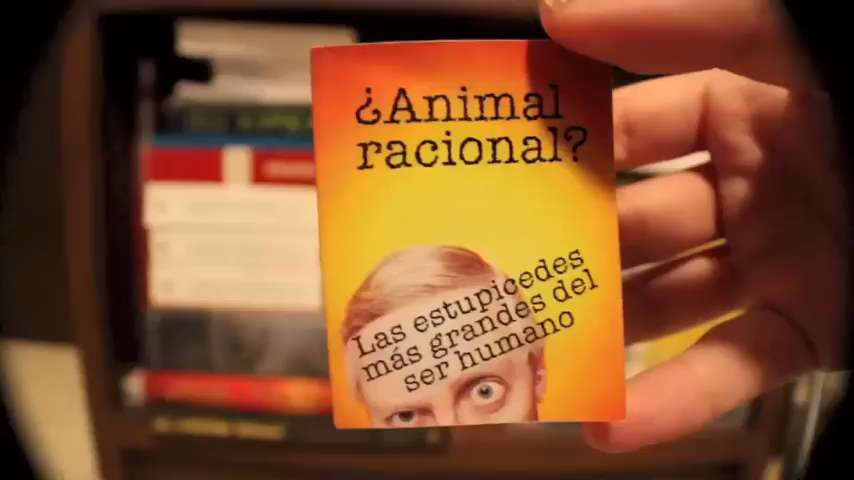 ¿Animal
racional?
Las estupicedes
más grandes del
ser humano